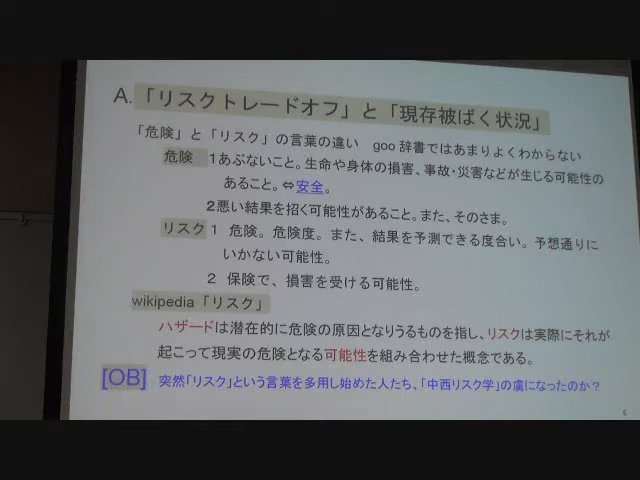 A.「リスクトレードオフ」と「現存被ばく状況」
「危険」と「リスク」の言葉の違い goo 辞書ではあまりよくわからない
危険 1あぶないこと。生命や身体の損害、事故・災害などが生じる可能性の
あること。⇔安全。
2悪い結果を招く可能性があること。また、そのさま。
リスク 1 危険。危険度。また、結果を予測できる度合い。予想通りに
いかない可能性。
2 保険で、損害を受ける可能性。
wikipedia「リスク」
ハザードは潜在的に危険の原因となりうるものを指し、リスクは実際にそれが
起こって現実の危険となる可能性を組み合わせた概念である。
[OB] 突然「リスク」という言葉を多用し始めた人たち、「中西リスク学」の虜になったのか？